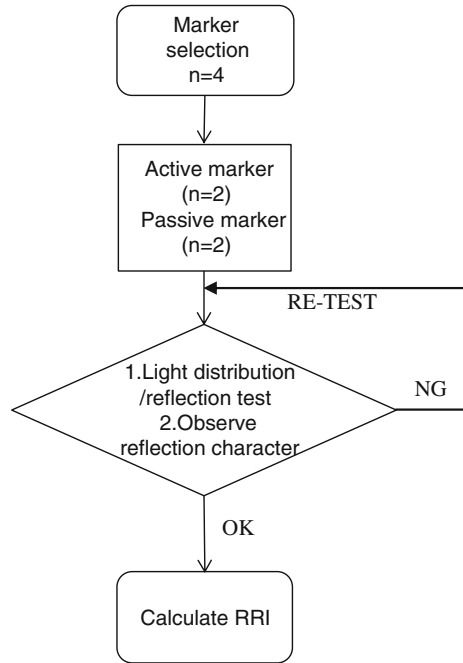 Marker
selection
n=4
Active marker
(n=2)
Passive marker
(n=2)
RE-TEST
1.Light distribution
/reflection test
2.Observe
reflection character
NG
OK
Calculate RRI